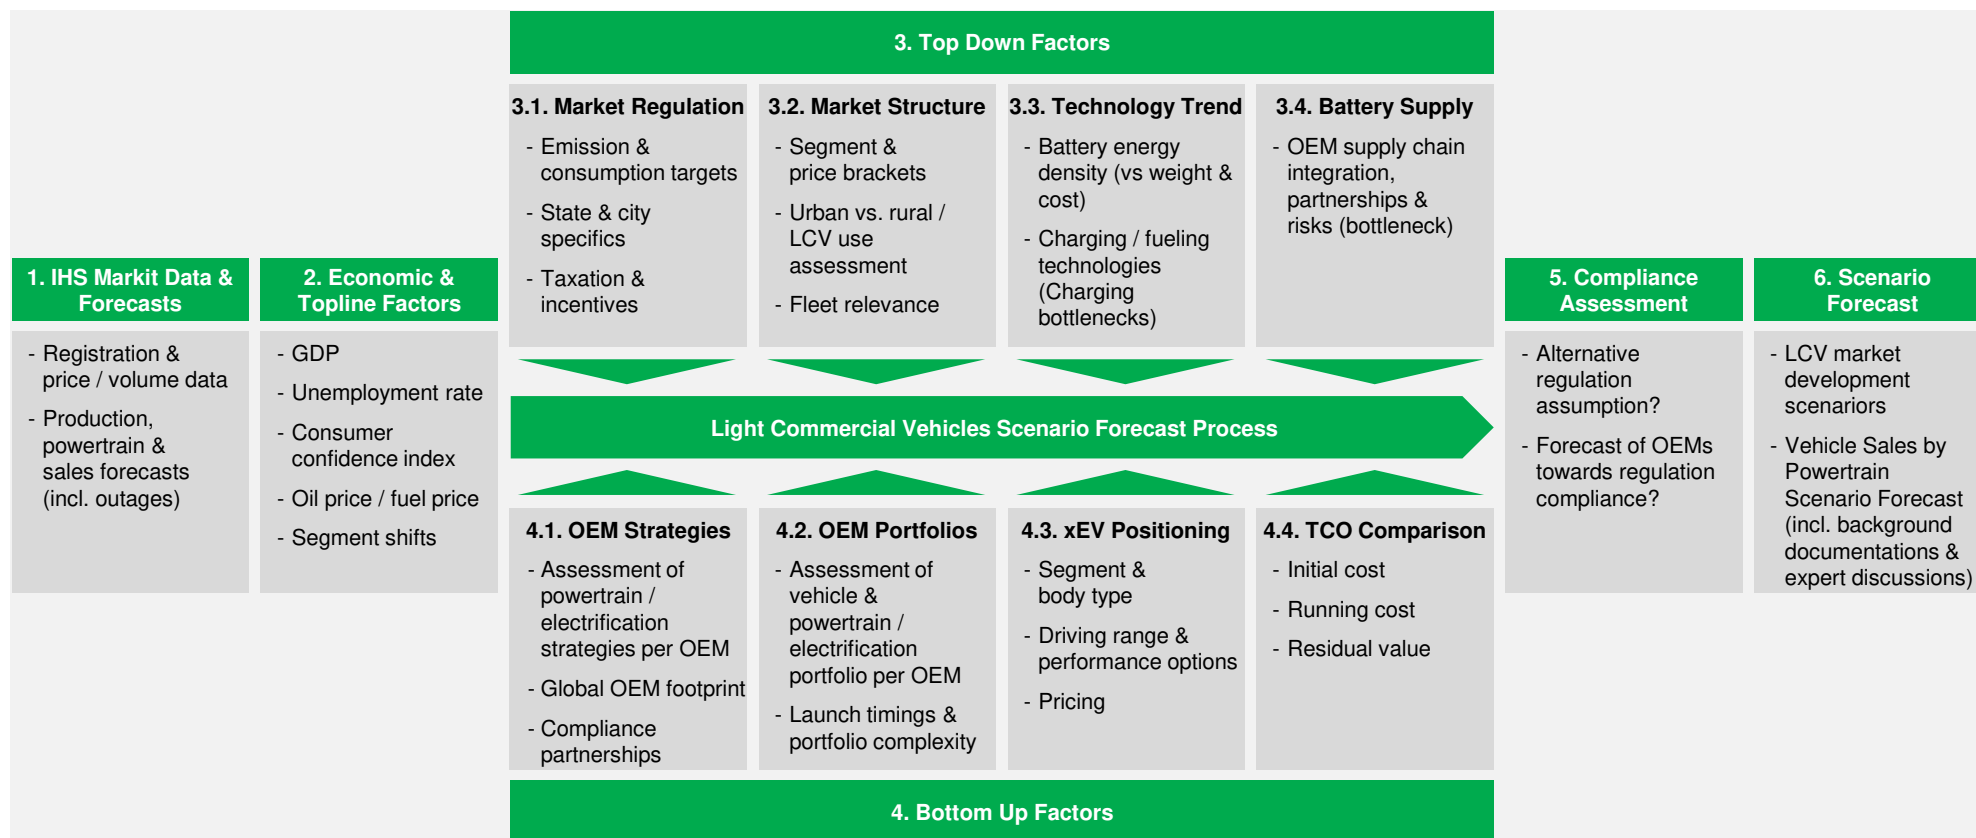 3. Top Down Factors
3.1. Market Regulation
- Emission &
consumption targets
- State & city
specifics
- Taxation &
incentives
3.2. Market Structure
- Segment &
price brackets
- Urban vs. rural /
LCV use
assessment
- Fleet relevance
3.3. Technology Trend
- Battery energy
density (vs weight &
cost)
- Charging / fueling
technologies
(Charging
bottlenecks)
3.4. Battery Supply
- OEM supply chain
integration,
partnerships &
risks (bottleneck)
1. IHS Markit Data &
Forecasts
- Registration &
price / volume data
- Production,
powertrain &
sales forecasts
(incl. outages)
2. Economic &
Topline Factors
- GDP
- Unemployment rate
- Consumer
confidence index
- Oil price / fuel price
- Segment shifts
Light Commercial Vehicles Scenario Forecast Process
4.1. OEM Strategies
- Assessment of
powertrain /
electrification
strategies per OEM
- Global OEM footprint
- Compliance
partnerships
4.2. OEM Portfolios
- Assessment of
vehicle &
powertrain /
electrification
portfolio per OEM
- Launch timings &
portfolio complexity
4.3. xEV Positioning
- Segment &
body type
- Driving range &
performance options
- Pricing
4.4. TCO Comparison
- Initial cost
- Running cost
- Residual value
4. Bottom Up Factors
5. Compliance
Assessment
- Alternative
regulation
assumption?
- Forecast of OEMs
towards regulation
compliance?
6. Scenario
Forecast
- LCV market
development
scenariors
- Vehicle Sales by
Powertrain
Scenario Forecast
(incl. background
documentations &
expert discussions)